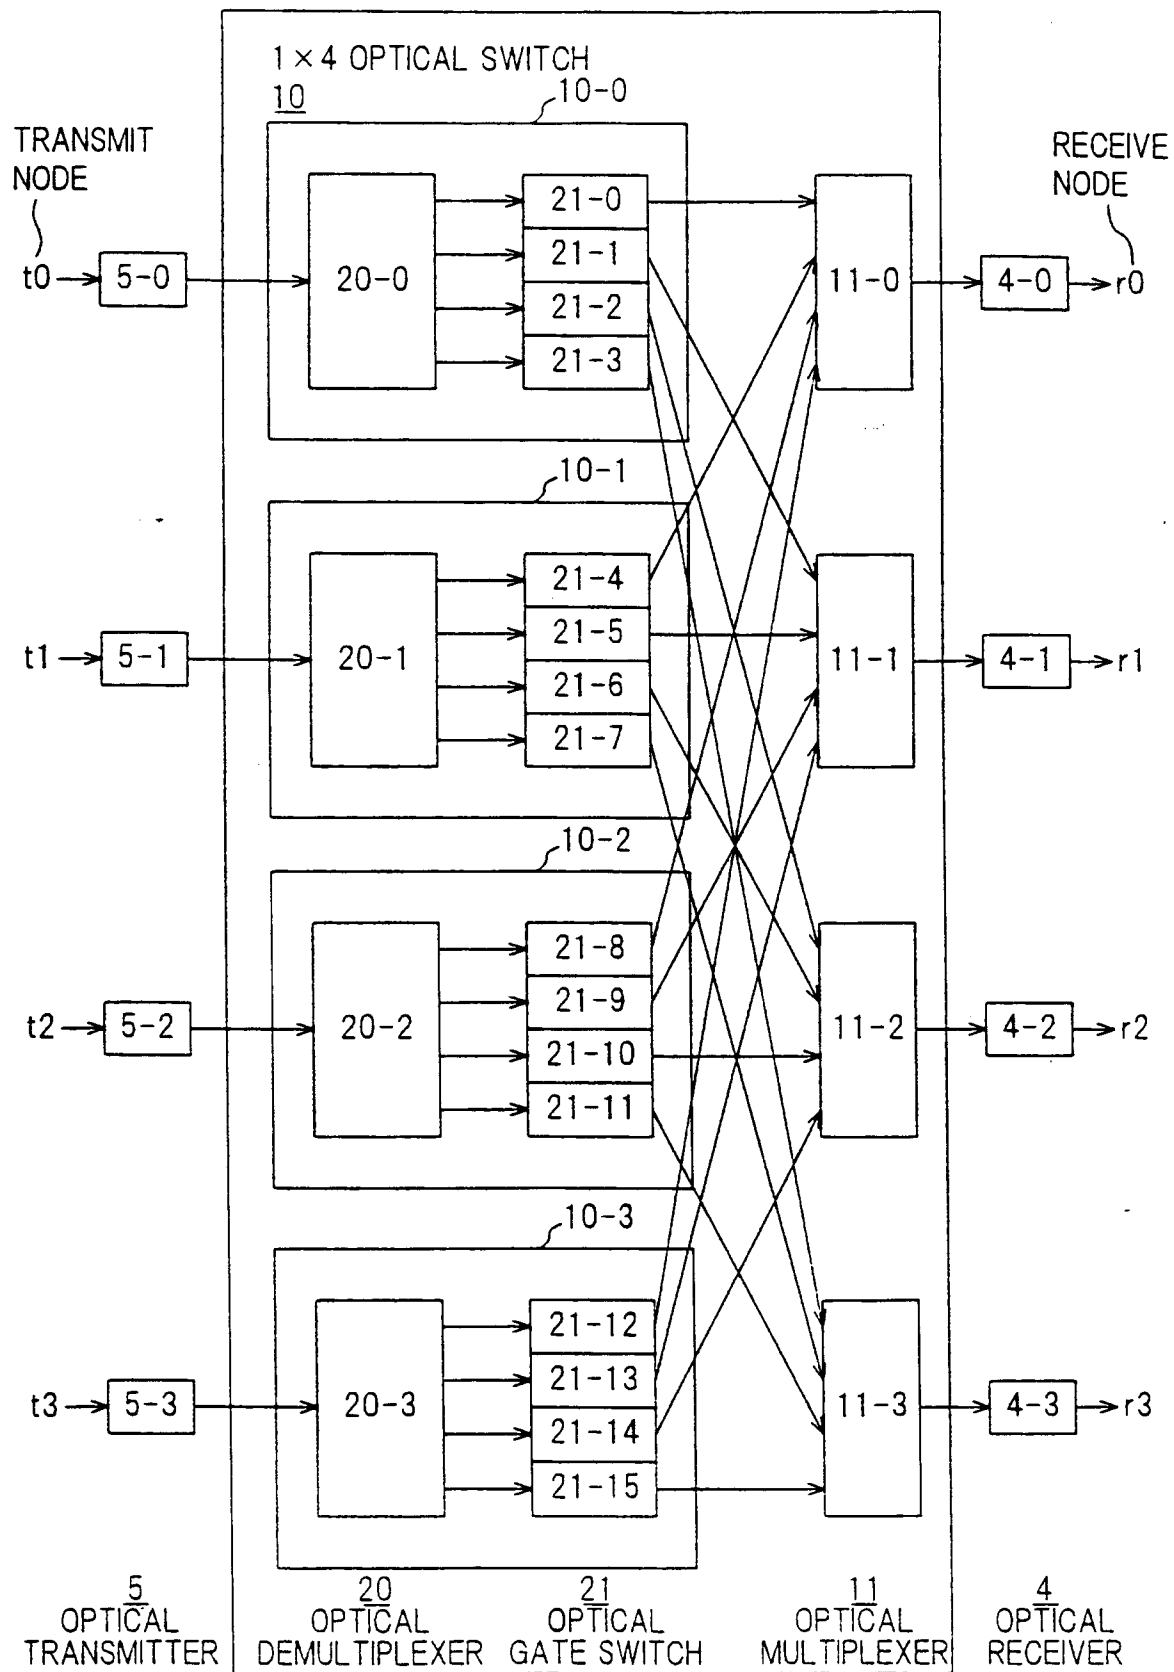 1×4 OPTICAL SWITCH
10
10-0
TRANSMIT
NODE
RECEIVE
NODE
t0
5-0
20-0
21-0
21-1
21-2
21-3
11-0
4-0
r0
10-1
t1
5-1
20-1
21-4
21-5
21-6
21-7
11-1
4-1
r1
10-2
t2
5-2
20-2
21-8
21-9
21-10
21-11
11-2
4-2
r2
10-3
t3
5-3
20-3
21-12
21-13
21-14
21-15
11-3
4-3
r3
5
OPTICAL
TRANSMITTER
20
OPTICAL
DEMULTIPLEXER
21
OPTICAL
GATE SWITCH
11
OPTICAL
MULTIPLEXER
4
OPTICAL
RECEIVER